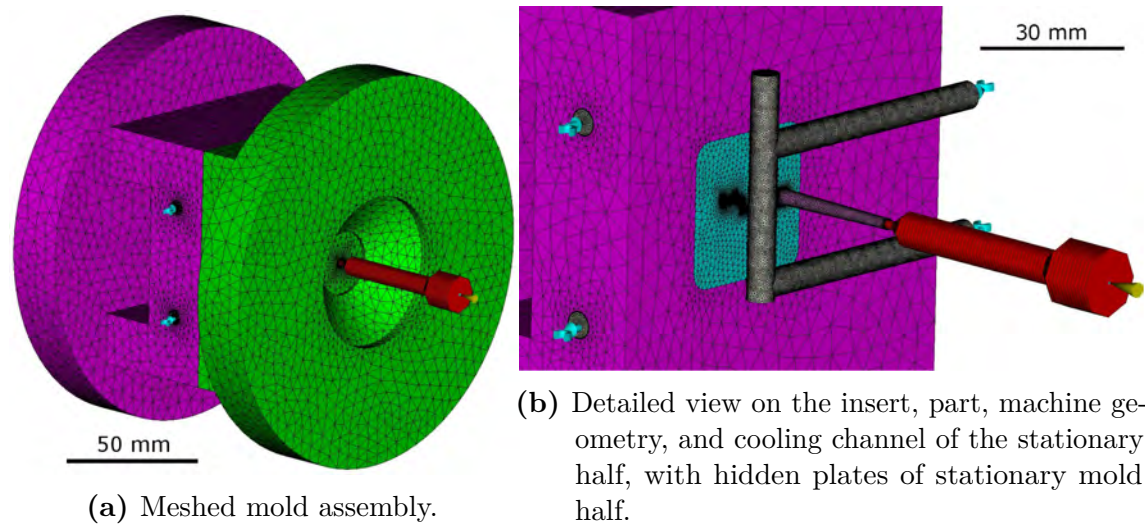 30 mm
50 mm
(a) Meshed mold assembly.
(b) Detailed view on the insert, part, machine ge-
ometry, and cooling channel of the stationary
half, with hidden plates of stationary mold
half.